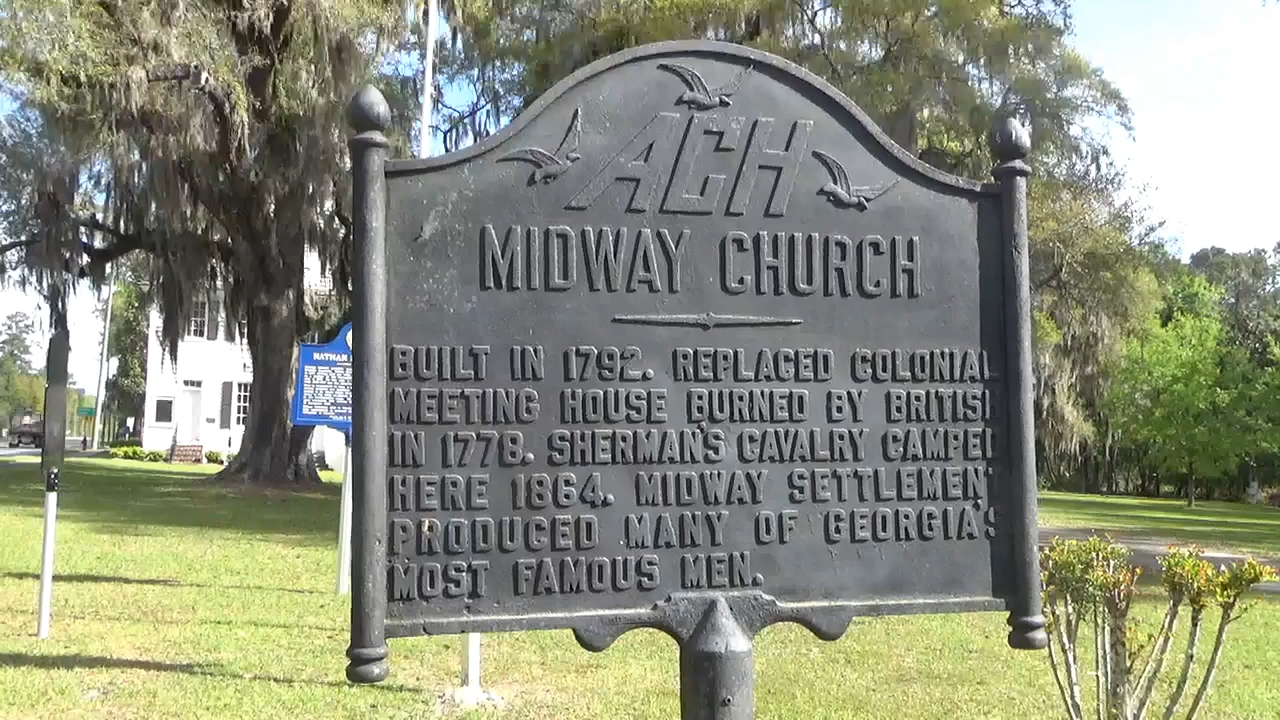 ACH
MIDWAY CHURCH
BUILT IN 1792. REPLACED COLONIAL
MEETING HOUSE BURNED BY BRITISH
IN 1778. SHERMAN'S CAVALRY CAMPED
HERE 1864. MIDWAY SETTLEMENT
PRODUCED MANY OF GEORGIA'S
MOST FAMOUS MEN.
NATHAN